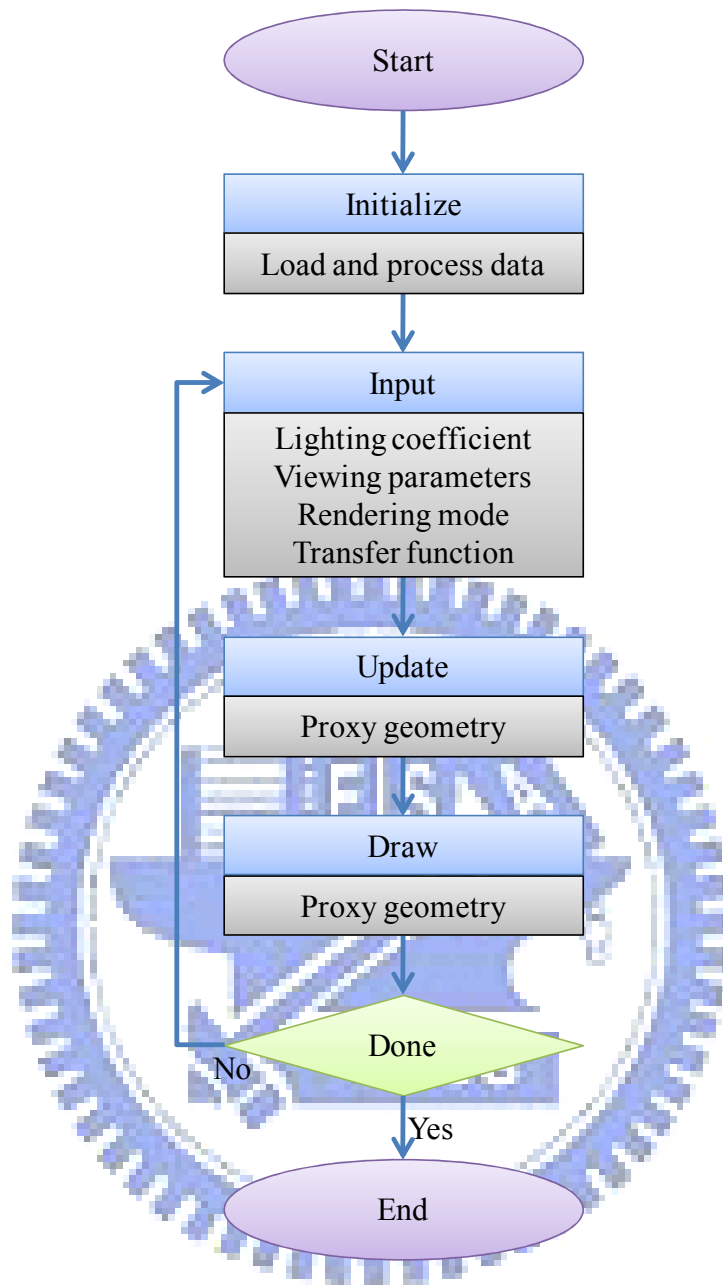 Start
Initialize
Load and process data
Input
Lighting coefficient
Viewing parameters
Rendering mode
Transfer function
Update
Proxy geometry
Draw
Proxy geometry
Done
No
Yes
End